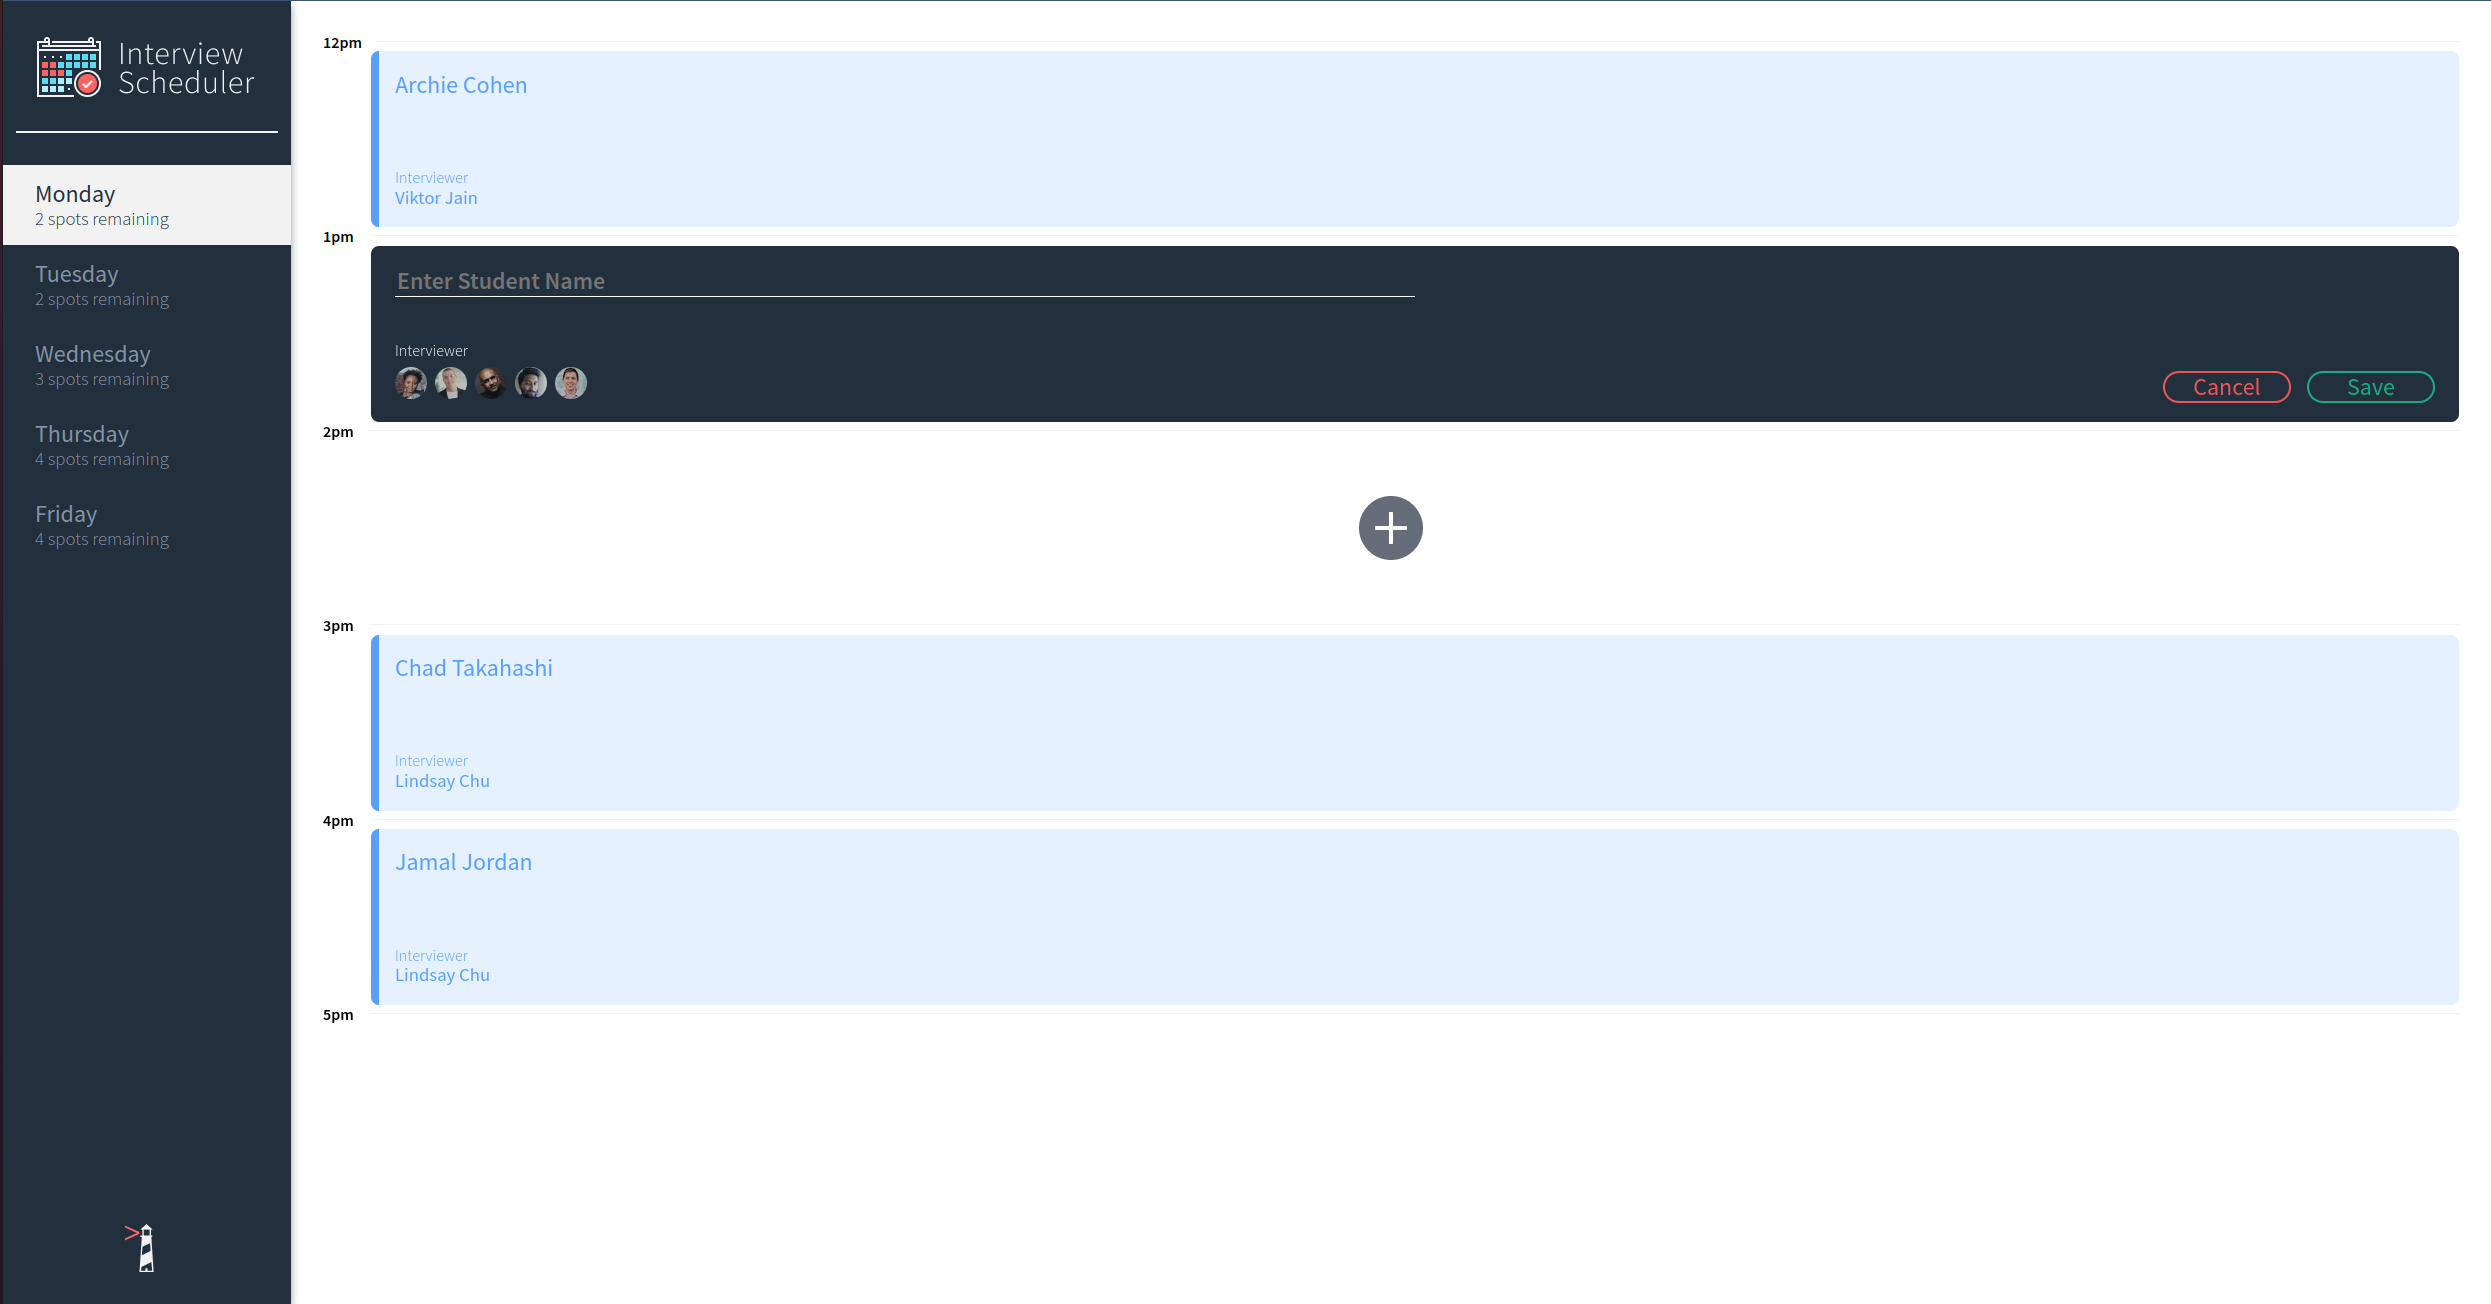 Interview
Scheduler
Monday
2 spots remaining
Tuesday
2 spots remaining
Wednesday
3 spots remaining
Thursday
4 spots remaining
Friday
4 spots remaining
12pm
Archie Cohen
Interviewer
Viktor Jain
1pm
Enter Student Name
Interviewer
Cancel
Save
2pm
3pm
Chad Takahashi
Interviewer
Lindsay Chu
4pm
Jamal Jordan
Interviewer
Lindsay Chu
5pm